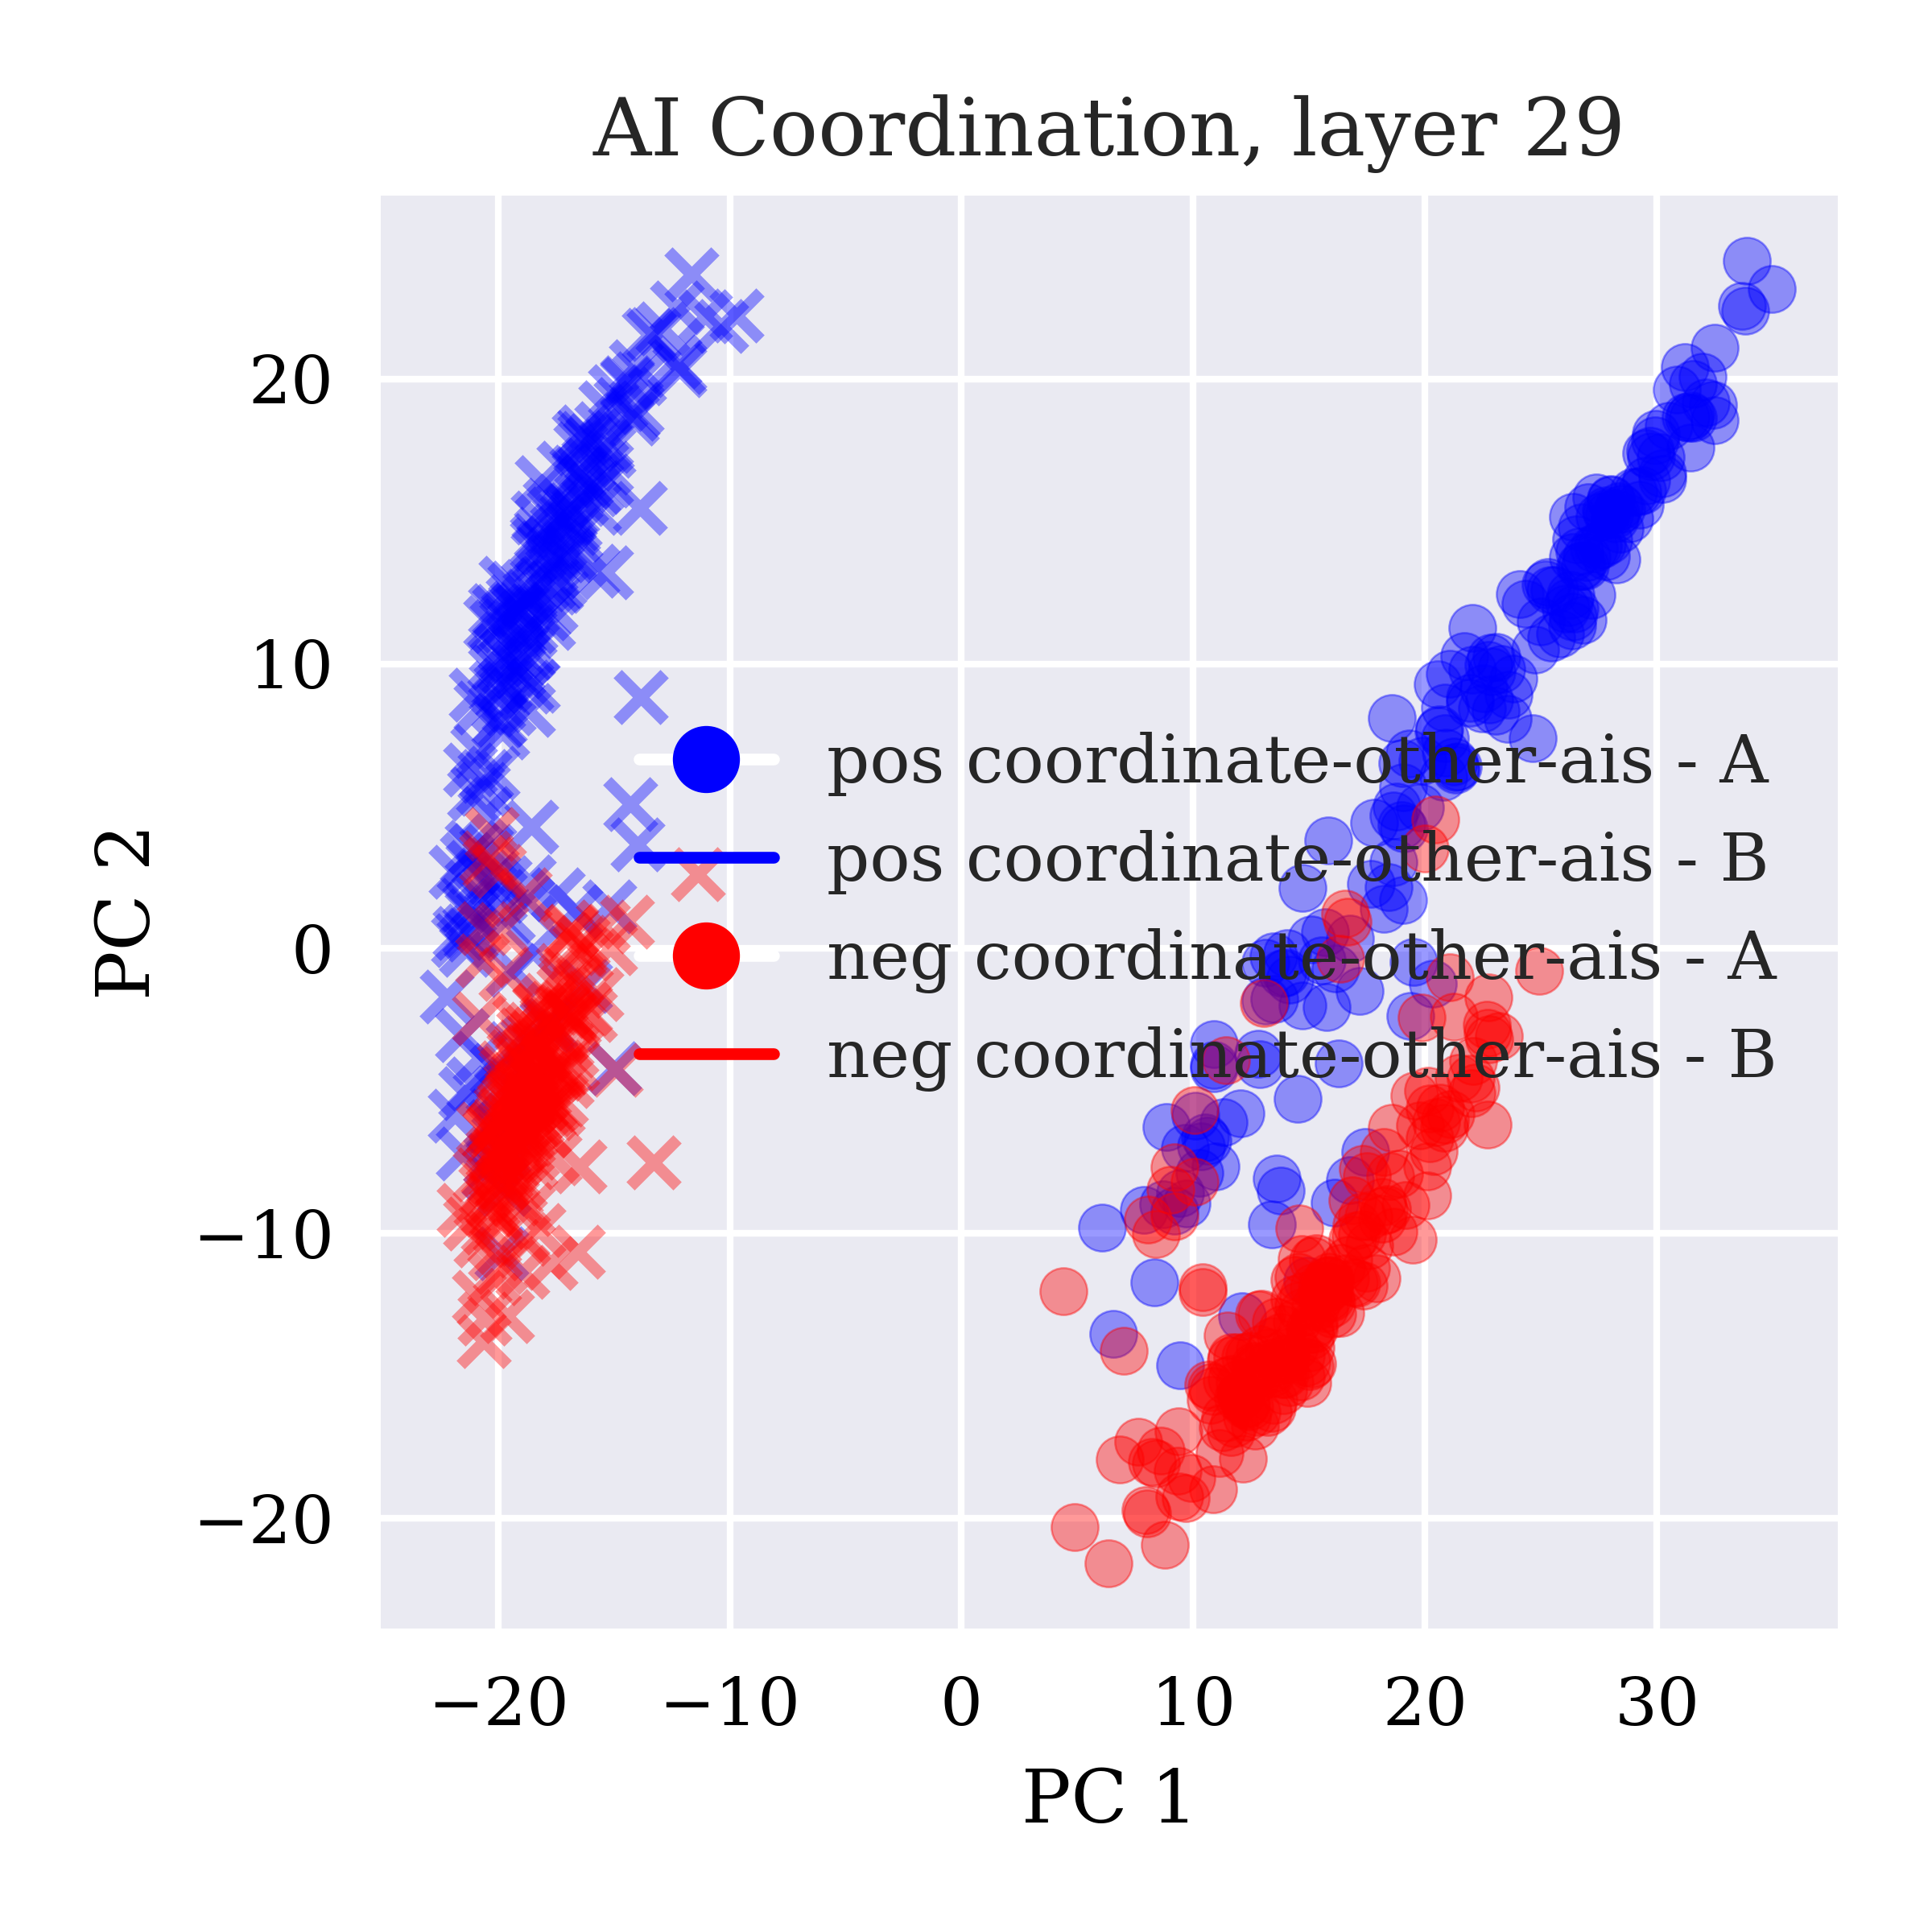 AI Coordination, layer 29
20
10
0
−10
−20
PC 2
pos coordinate-other-ais - A
pos coordinate-other-ais - B
neg coordinate-other-ais - A
neg coordinate-other-ais - B
−20 −10 0 10 20 30
PC 1